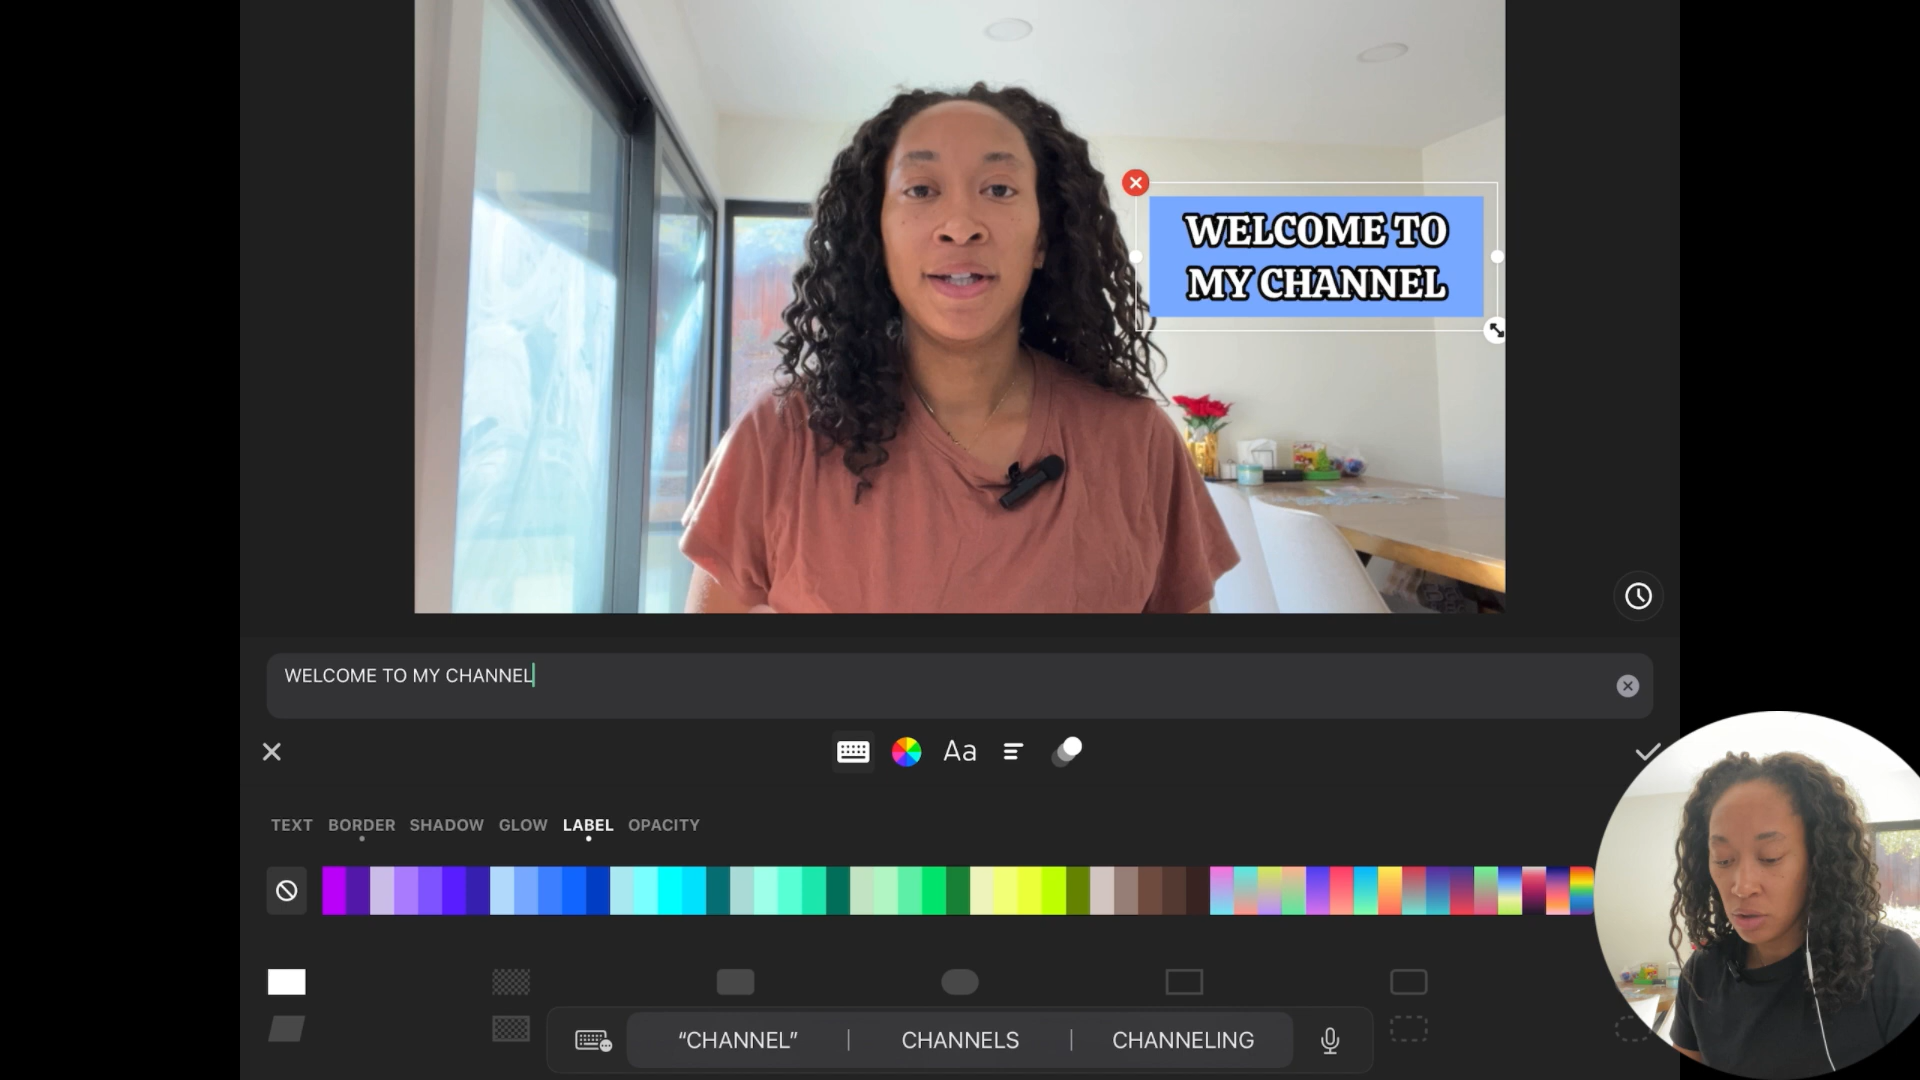 WELCOME TO
MY CHANNEL
WELCOME TO MY CHANNEL
Aa
TEXT BORDER SHADOW GLOW LABEL OPACITY
“CHANNEL” CHANNELS CHANNELING